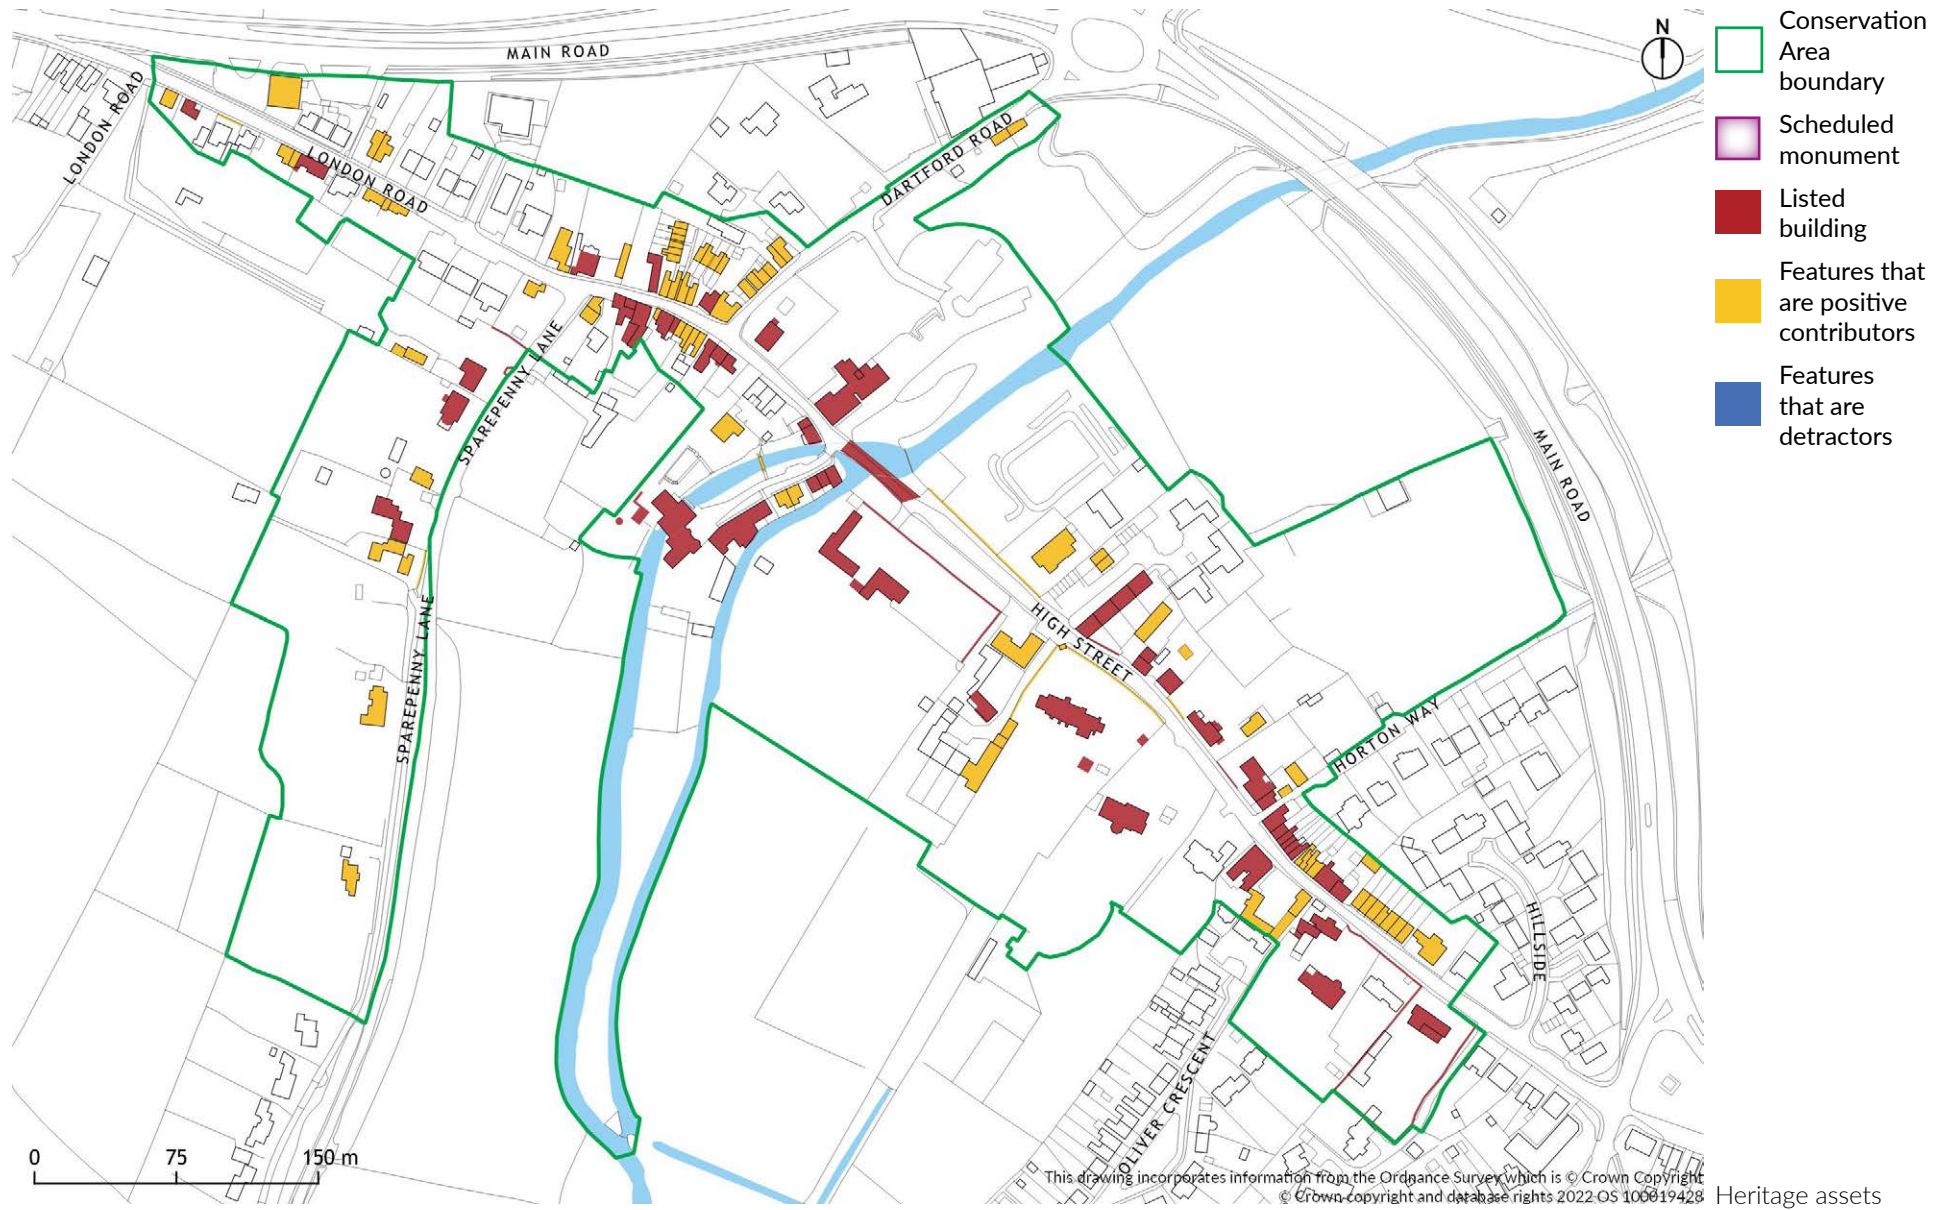 MAIN ROAD
N
LONDON ROAD
LONDON ROAD
DARTFORD ROAD
SPAREPENNY LANE
MAIN ROAD
HIGH STREET
SPAREPENNY LANE
HORTON WAY
HILLSIDE
OLIVER CRESCENT
0 75 150 m
This drawing incorporates information from the Ordnance Survey which is © Crown Copyright
© Crown copyright and database rights 2022 OS 100019428
Conservation
Area
boundary
Scheduled
monument
Listed
building
Features that
are positive
contributors
Features
that are
detractors
Heritage assets